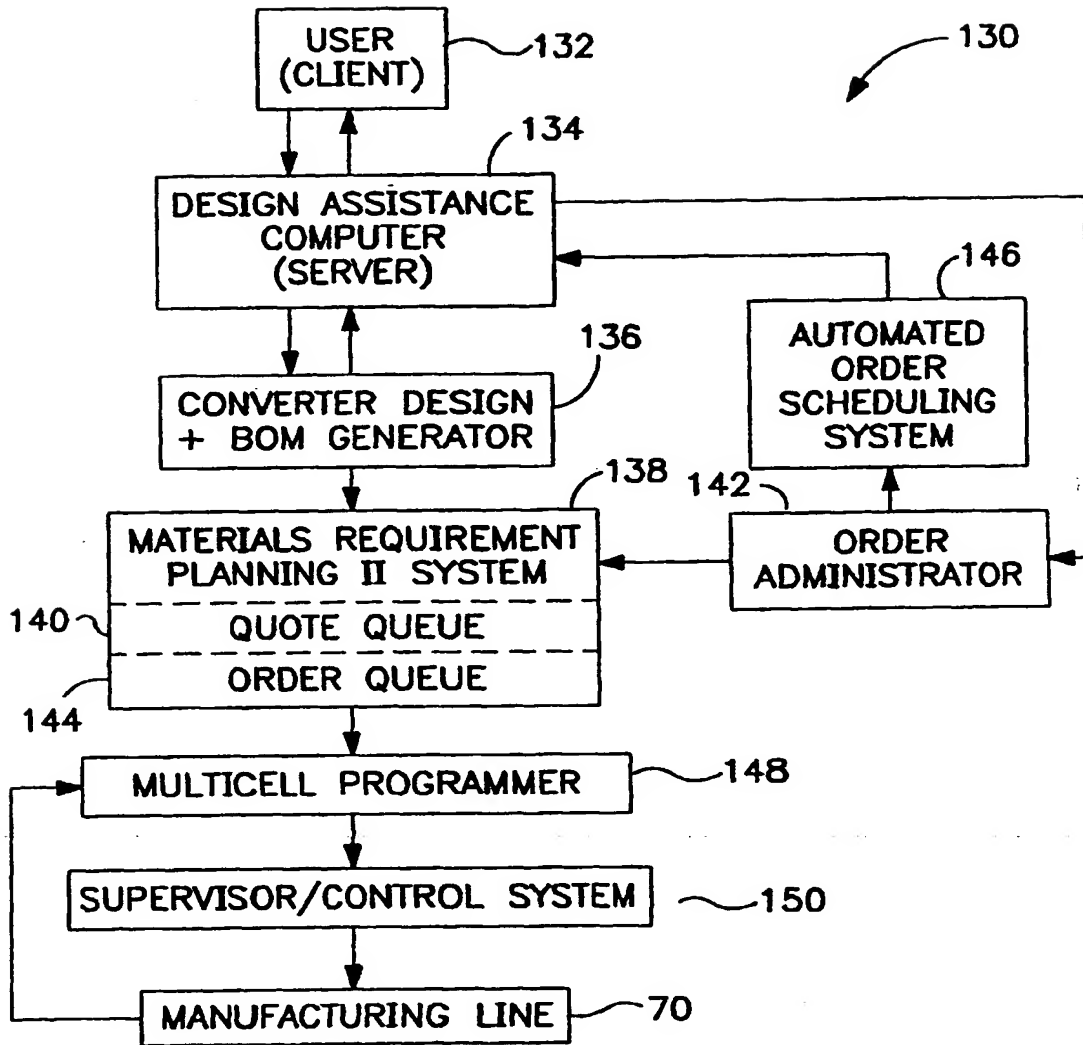 USER
(CLIENT)
132
130
134
DESIGN ASSISTANCE
COMPUTER
(SERVER)
146
AUTOMATED
ORDER
SCHEDULING
SYSTEM
136
CONVERTER DESIGN
+ BOM GENERATOR
138
142
MATERIALS REQUIREMENT
PLANNING II SYSTEM
ORDER
ADMINISTRATOR
140
QUOTE QUEUE
ORDER QUEUE
144
MULTICELL PROGRAMMER
148
SUPERVISOR/CONTROL SYSTEM
150
MANUFACTURING LINE
70